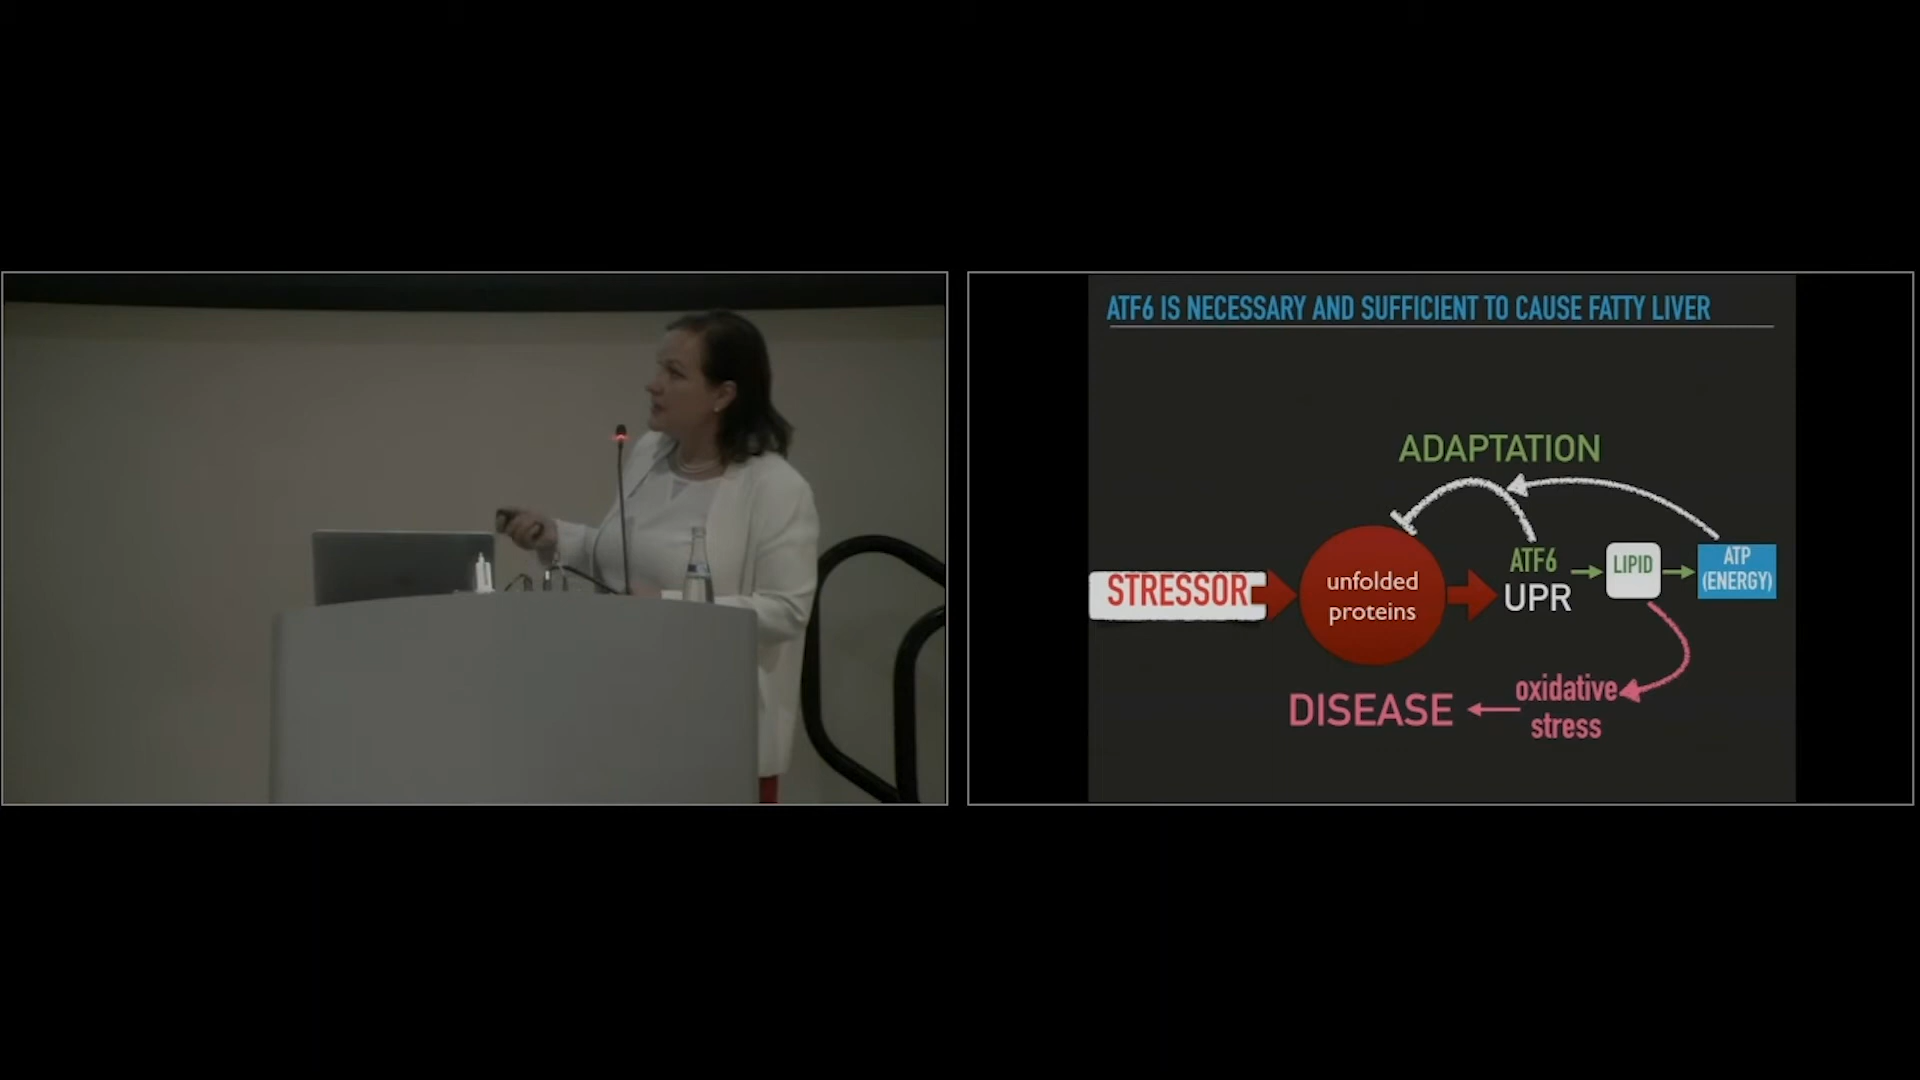 ATF6 IS NECESSARY AND SUFFICIENT TO CAUSE FATTY LIVER
ADAPTATION
STRESSOR
unfolded
proteins
ATF6
UPR
LIPID
ATP
(ENERGY)
DISEASE
oxidative
stress